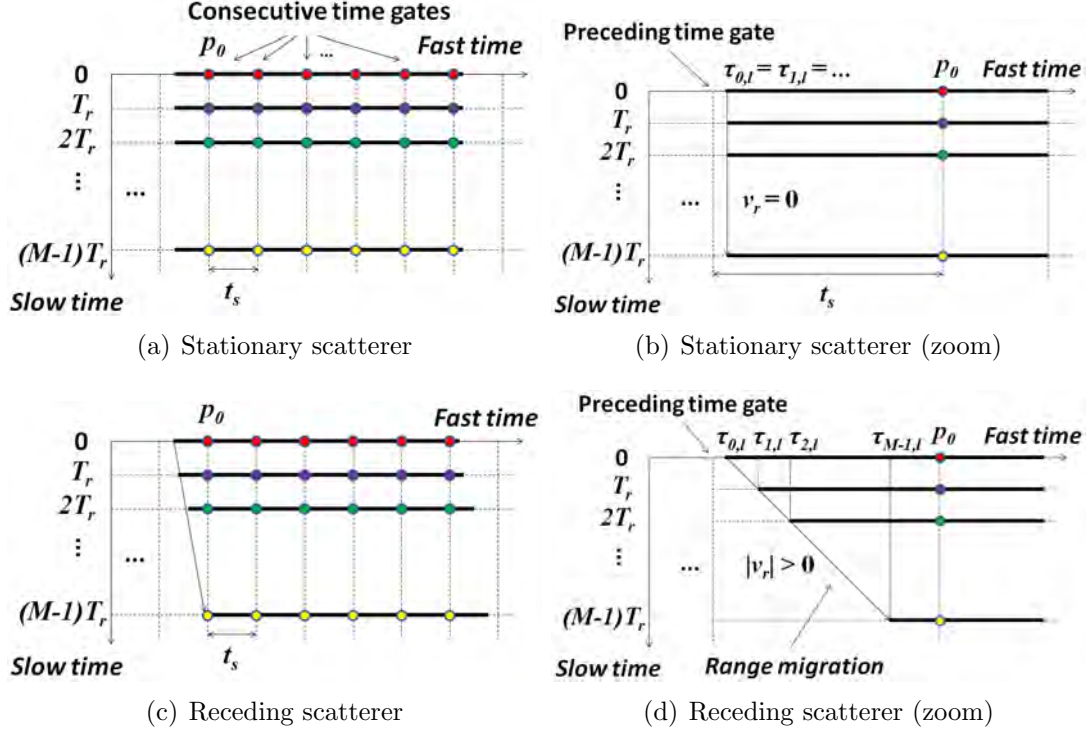 Consecutive time gates
p₀ ... Fast time
0
Tᵣ
2Tᵣ
⋮
...
(M-1)Tᵣ
tₛ
Slow time
(a) Stationary scatterer
Preceding time gate
τ₀,ₗ = τ₁,ₗ = ... p₀ Fast time
0
Tᵣ
2Tᵣ
⋮
... vᵣ = 0
(M-1)Tᵣ
tₛ
Slow time
(b) Stationary scatterer (zoom)
p₀ Fast time
0
Tᵣ
2Tᵣ
⋮
...
(M-1)Tᵣ
tₛ
Slow time
(c) Receding scatterer
Preceding time gate
τ₀,ₗ τ₁,ₗ τ₂,ₗ τM-1,ₗ p₀ Fast time
0
Tᵣ
2Tᵣ
⋮
... |vᵣ| > 0
(M-1)Tᵣ
Slow time Range migration
(d) Receding scatterer (zoom)